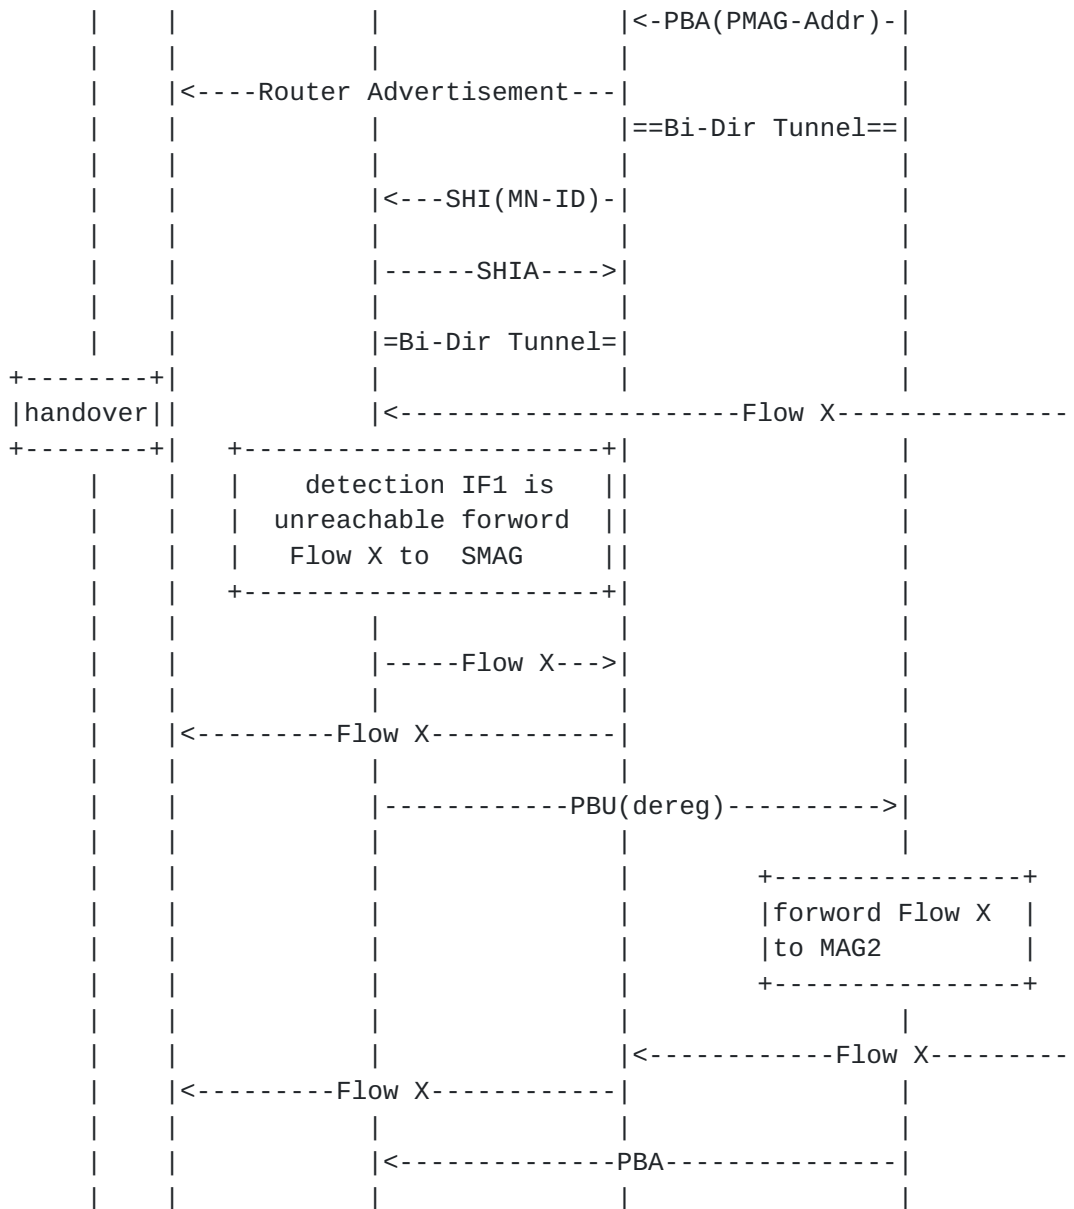 |<-PBA(PMAG-Addr)-|
|<----Router Advertisement---|
|==Bi-Dir Tunnel==|
|<---SHI(MN-ID)-|
|------SHIA---->|
|=Bi-Dir Tunnel=|
|handover|| |<----------------------Flow X---------------
detection IF1 is
unreachable forword
Flow X to  SMAG
|-----Flow X--->|
|<---------Flow X------------|
|------------PBU(dereg)---------->|
|forword Flow X  |
|to MAG2         |
|<------------Flow X---------
|<---------Flow X------------|
|<--------------PBA---------------|